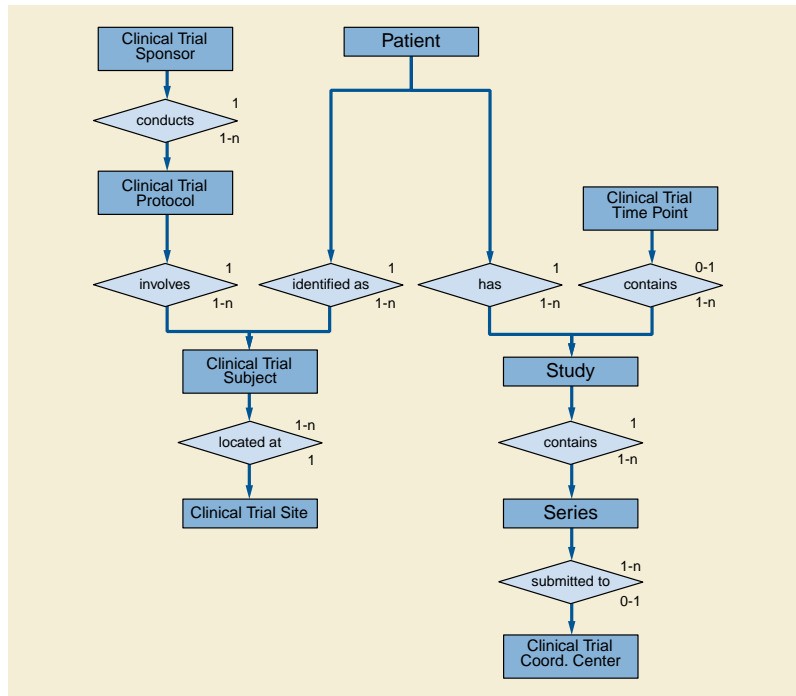 Clinical Trial
Sponsor
Patient
1
conducts
1-n
Clinical Trial
Protocol
Clinical Trial
Time Point
1
involves
1-n
1
identified as
1-n
1
has
1-n
0-1
contains
1-n
Clinical Trial
Subject
Study
1-n
located at
1
1
contains
1-n
Clinical Trial Site
Series
1-n
submitted to
0-1
Clinical Trial
Coord. Center